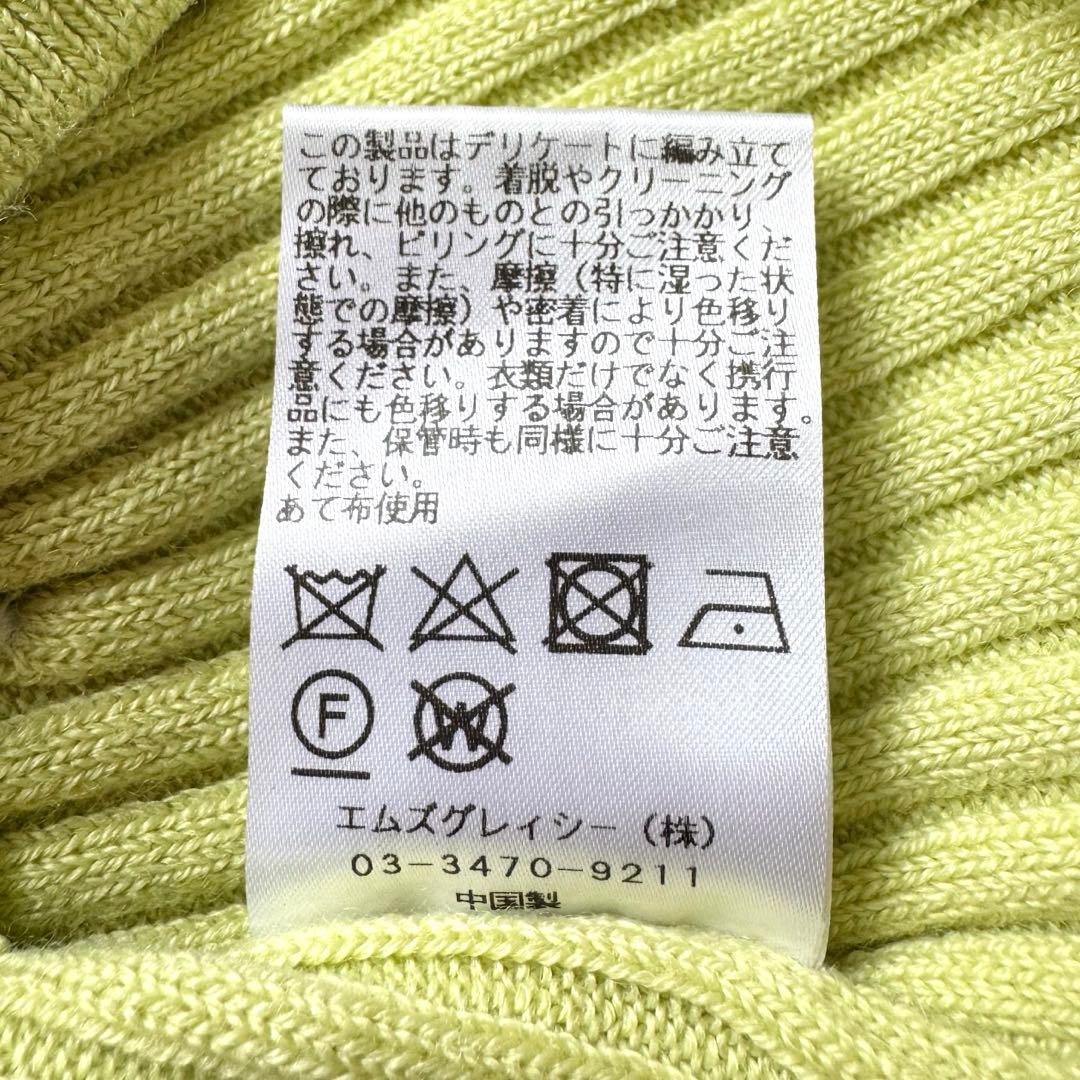 この製品はデリケートに編み立て
ております。着脱やクリーニング
の際に他のものとの引っかかり、
擦れ、ピリングに十分ご注意くだ
さい。また、摩擦（特に湿った状
態での摩擦）や密着により色移り
する場合がありますので十分ご注
意ください。衣類だけでなく携行
品にも色移りする場合があります。
また、保管時も同様に十分ご注意
ください。
あて布使用
F
W
エムズグレィシー（株）
03-3470-9211
中国製